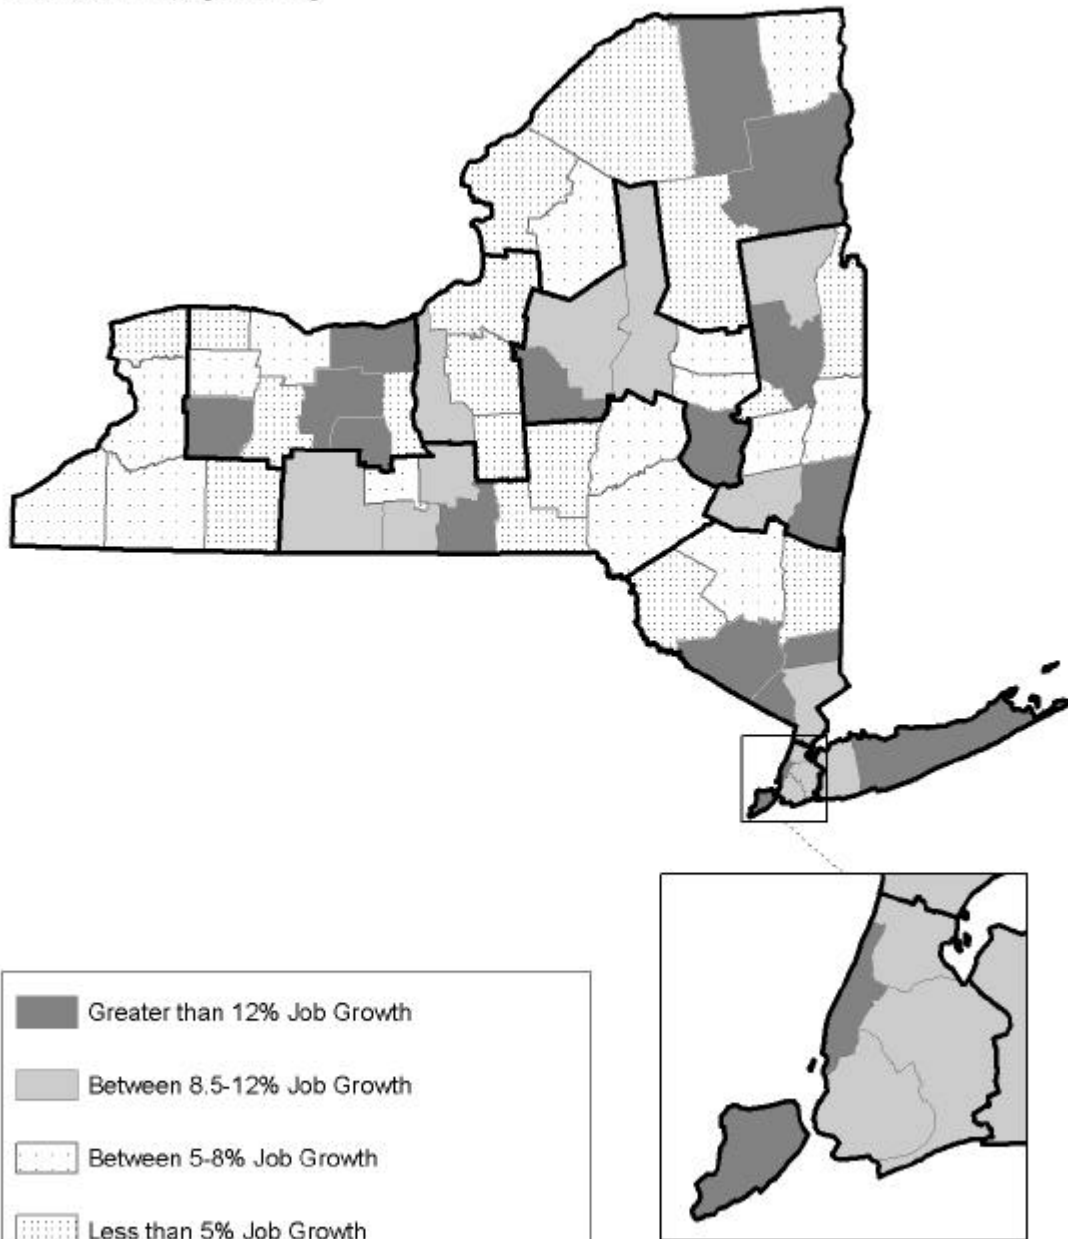 Greater than 12% Job Growth
Between 8.5-12% Job Growth
Between 5-8% Job Growth
Less than 5% Job Growth